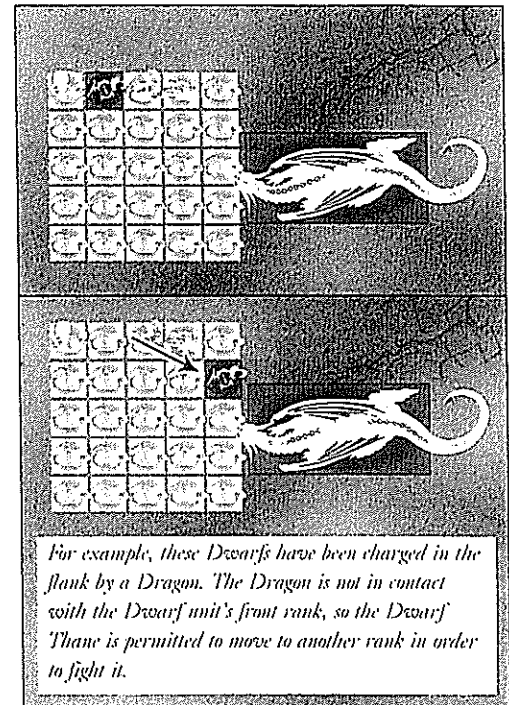 For example, these Dwarfs have been charged in the
flank by a Dragon. The Dragon is not in contact
with the Dwarf unit's front rank, so the Dwarf
Thane is permitted to move to another rank in order
to fight it.